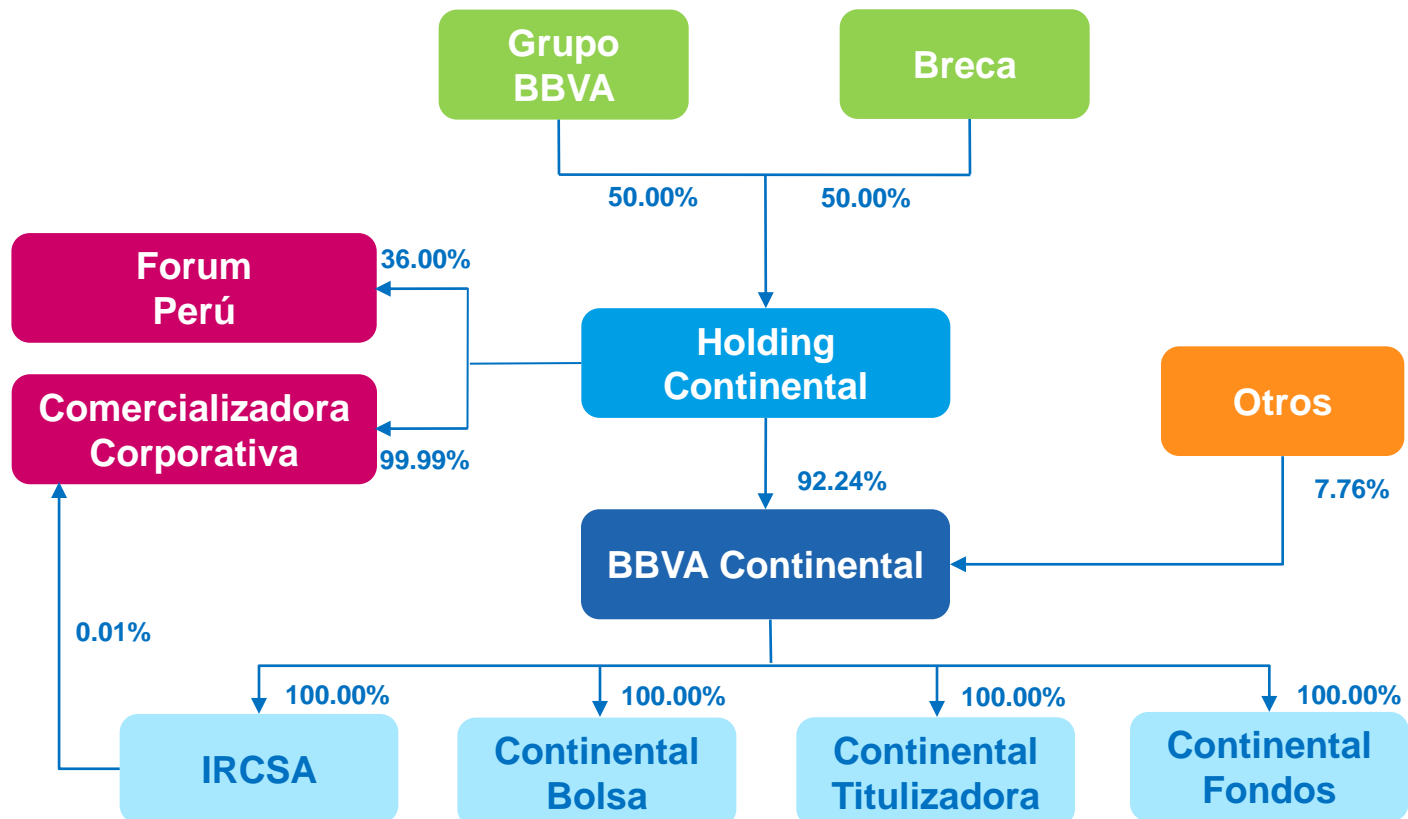 Grupo
BBVA
Breca
50.00%
50.00%
Forum
Perú
36.00%
Holding
Continental
Comercializadora
Corporativa
99.99%
Otros
92.24%
7.76%
BBVA Continental
0.01%
100.00%
100.00%
100.00%
100.00%
IRCSA
Continental
Bolsa
Continental
Titulizadora
Continental
Fondos